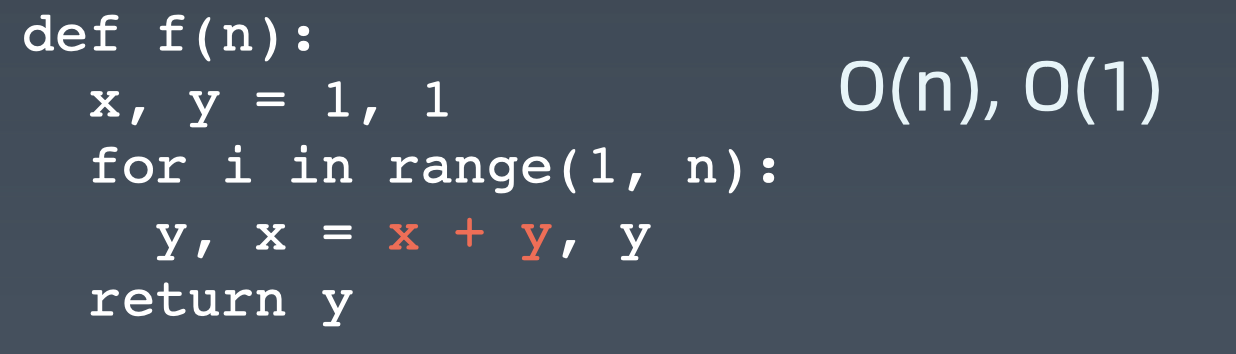 def f(n):
  x, y = 1, 1
  for i in range(1, n):
    y, x = x + y, y
  return y
O(n), O(1)